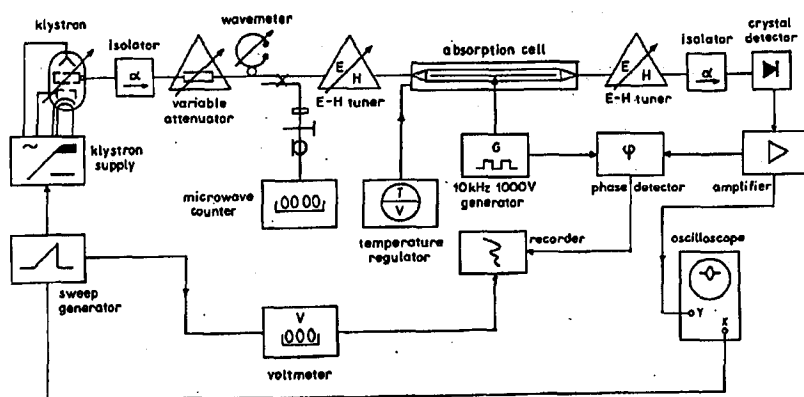 klystron
isolator
α
variable
attenuator
wavemeter
E
H
E-H tuner
absorption cell
E
H
E-H tuner
isolator
α
crystal
detector
~
klystron
supply
microwave
counter
0000
T
V
temperature
regulator
G
10kHz 1000V
generator
φ
phase detector
amplifier
recorder
oscilloscope
Y
X
sweep
generator
V
000
voltmeter